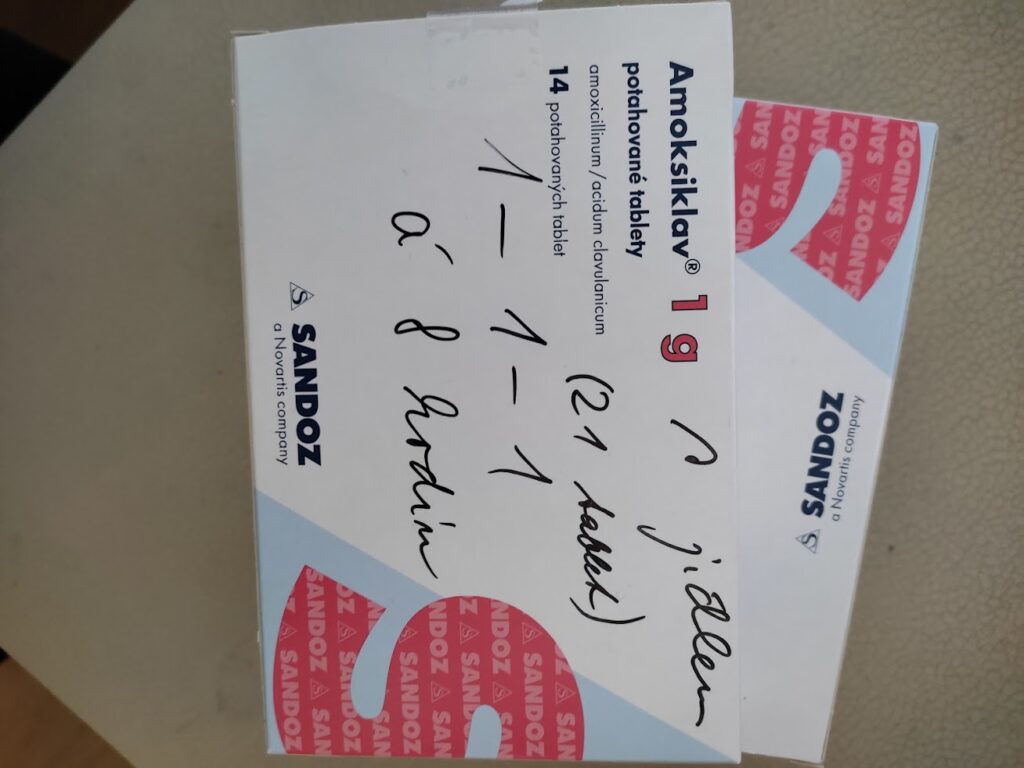 Amoksiklav® 1 g
potahované tablety
amoxicillinum / acidum clavulanicum
14 potahovaných tablet
s jídlem
(21 tablet)
1 – 1 – 1
á 8 hodin
SANDOZ
a Novartis company
SANDOZ
a Novartis company